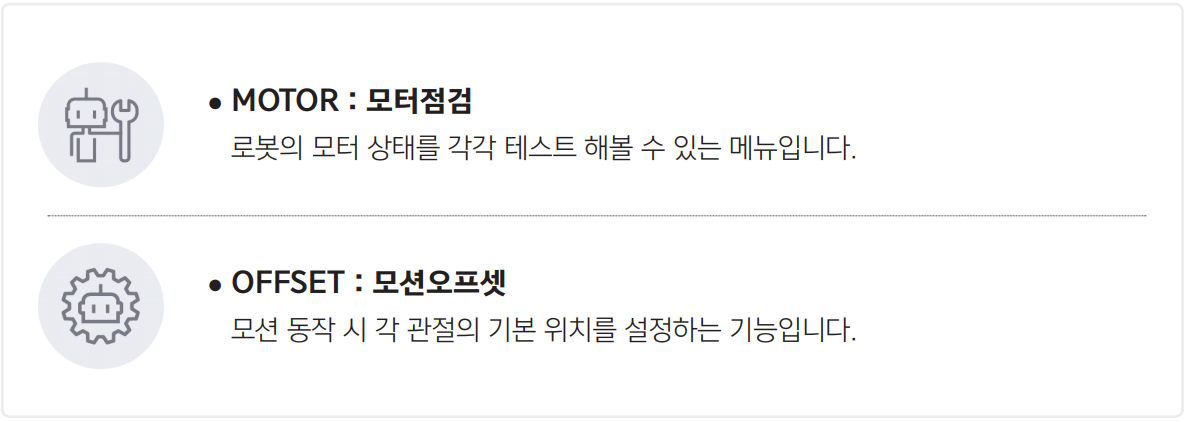 ● MOTOR : 모터점검
로봇의 모터 상태를 각각 테스트 해볼 수 있는 메뉴입니다.
● OFFSET : 모션오프셋
모션 동작 시 각 관절의 기본 위치를 설정하는 기능입니다.